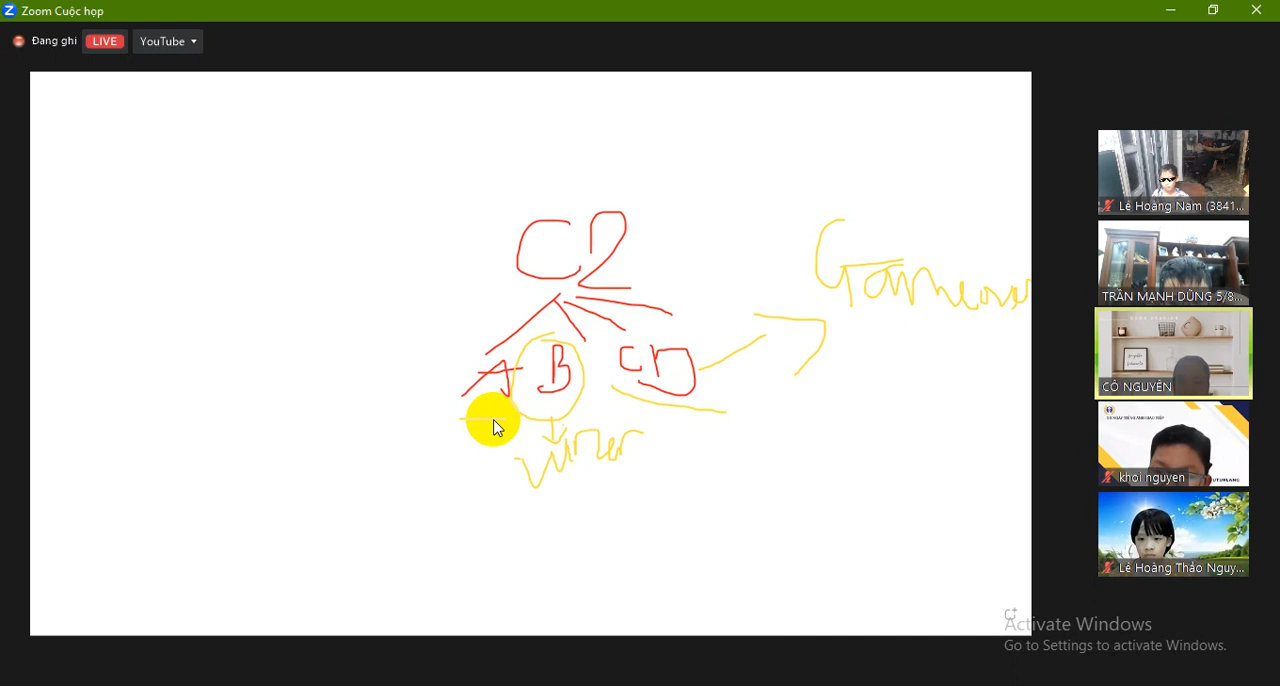 Zoom Cuộc họp
Đang ghi LIVE YouTube
C2
A B C D
Gameover
Winer
Lê Hoàng Nam (3841...
TRẦN MẠNH DŨNG 5/8...
CÔ NGUYÊN
khoi nguyen
Lê Hoàng Thảo Nguy...
Activate Windows
Go to Settings to activate Windows.